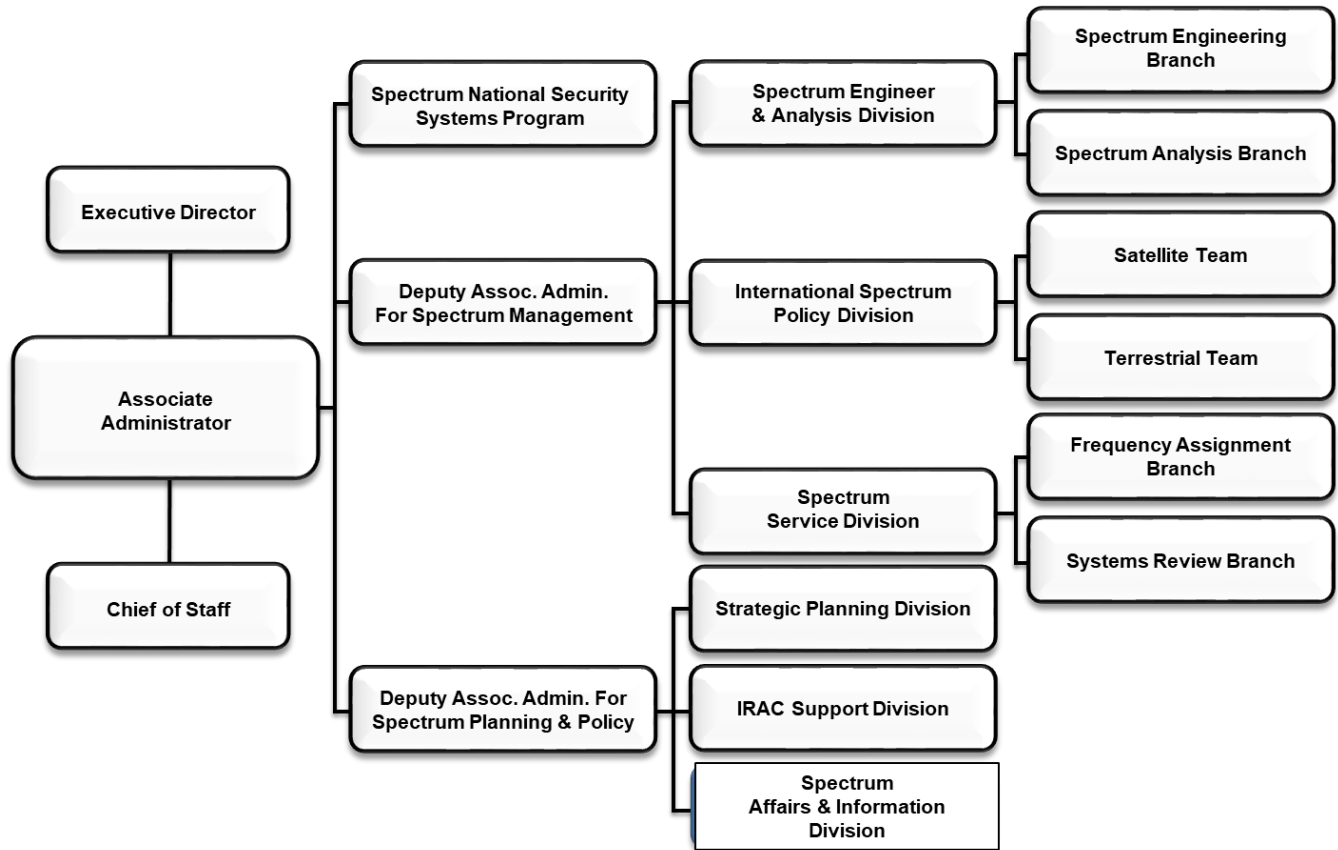 Executive Director
Associate
Administrator
Chief of Staff
Spectrum National Security
Systems Program
Deputy Assoc. Admin.
For Spectrum Management
Deputy Assoc. Admin. For
Spectrum Planning & Policy
Spectrum Engineer
& Analysis Division
International Spectrum
Policy Division
Spectrum
Service Division
Strategic Planning Division
IRAC Support Division
Spectrum
Affairs & Information
Division
Spectrum Engineering
Branch
Spectrum Analysis Branch
Satellite Team
Terrestrial Team
Frequency Assignment
Branch
Systems Review Branch